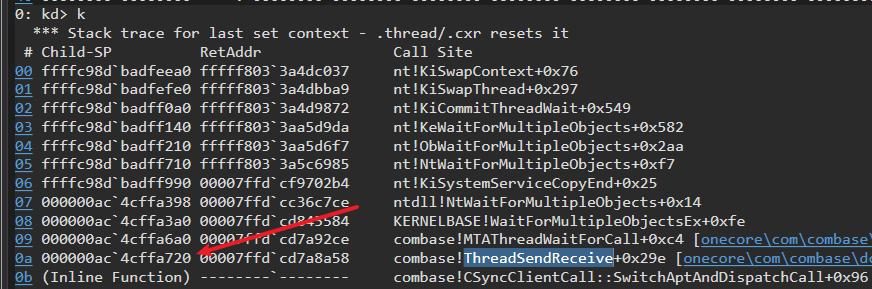 0: kd> k
*** Stack trace for last set context - .thread/.cxr resets it
# Child-SP RetAddr Call Site
00 ffffc98d`badfeea0 fffff803`3a4dc037 nt!KiSwapContext+0x76
01 ffffc98d`badfefe0 fffff803`3a4dbba9 nt!KiSwapThread+0x297
02 ffffc98d`badff0a0 fffff803`3a4d9872 nt!KiCommitThreadWait+0x549
03 ffffc98d`badff140 fffff803`3aa5d9da nt!KeWaitForMultipleObjects+0x582
04 ffffc98d`badff210 fffff803`3aa5d6f7 nt!ObWaitForMultipleObjects+0x2aa
05 ffffc98d`badff710 fffff803`3a5c6985 nt!NtWaitForMultipleObjects+0xf7
06 ffffc98d`badff990 00007ffd`cf9702b4 nt!KiSystemServiceCopyEnd+0x25
07 000000ac`4cffa398 00007ffd`cc36c7ce ntdll!NtWaitForMultipleObjects+0x14
08 000000ac`4cffa3a0 00007ffd`cd845584 KERNELBASE!WaitForMultipleObjectsEx+0xfe
09 000000ac`4cffa6a0 00007ffd`cd7a92ce combase!MTAThreadWaitForCall+0xc4 [onecore\com\combase\
0a 000000ac`4cffa720 00007ffd`cd7a8a58 combase!ThreadSendReceive+0x29e [onecore\com\combase\dc
0b (Inline Function) --------`-------- combase!CSyncClientCall::SwitchAptAndDispatchCall+0x96